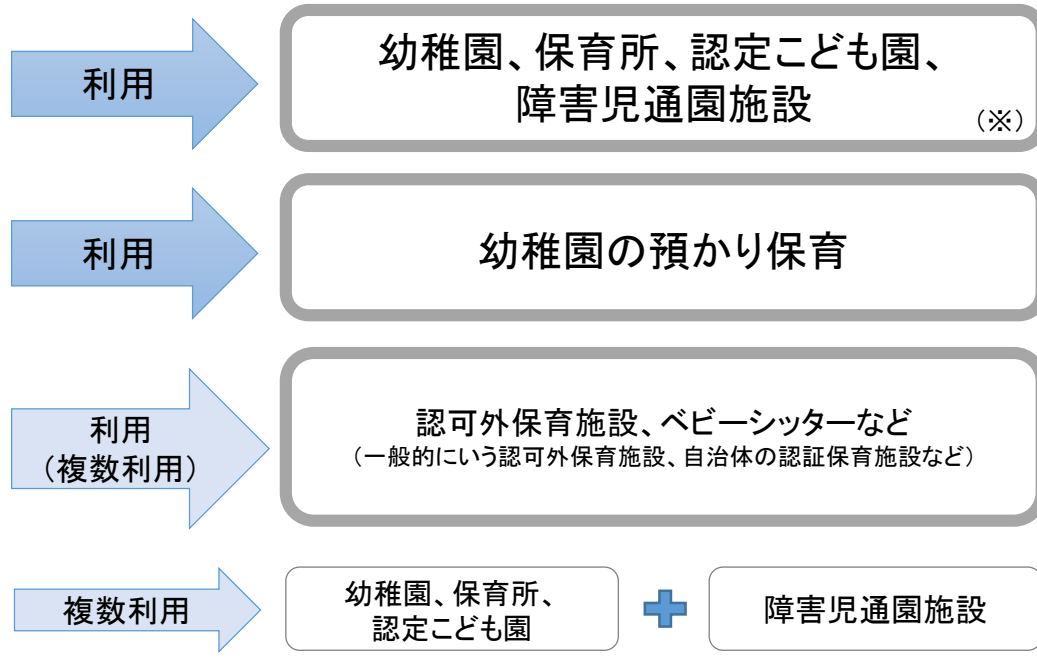 利用
幼稚園、保育所、認定こども園、
障害児通園施設
（※）
利用
幼稚園の預かり保育
利用
（複数利用）
認可外保育施設、ベビーシッターなど
（一般的にいう認可外保育施設、自治体の認証保育施設など）
複数利用
幼稚園、保育所、
認定こども園
障害児通園施設